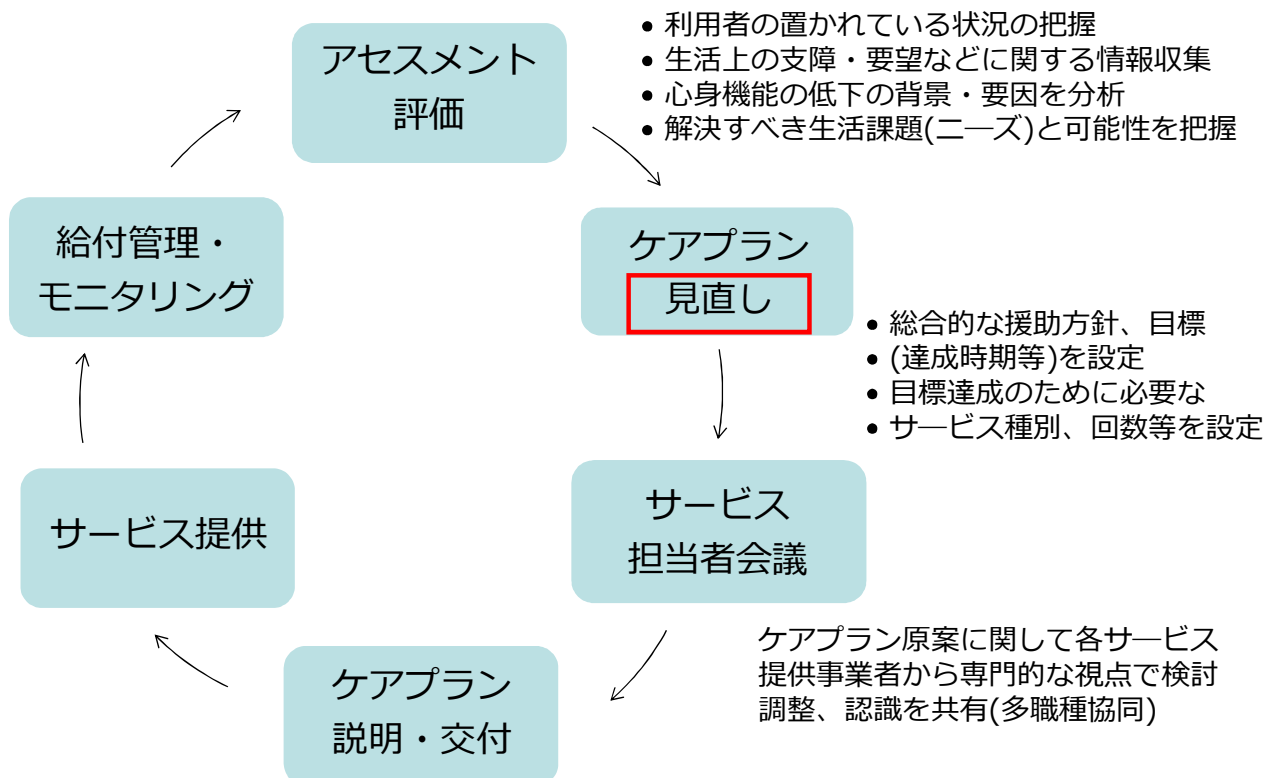 アセスメント
評価
• 利用者の置かれている状況の把握
• 生活上の支障・要望などに関する情報収集
• 心身機能の低下の背景・要因を分析
• 解決すべき生活課題(ニ―ズ)と可能性を把握
ケアプラン
見直し
• 総合的な援助方針、目標
• (達成時期等)を設定
• 目標達成のために必要な
• サ―ビス種別、回数等を設定
サービス
担当者会議
ケアプラン原案に関して各サ―ビス
提供事業者から専門的な視点で検討
調整、認識を共有(多職種協同)
ケアプラン
説明・交付
サービス提供
給付管理・
モニタリング